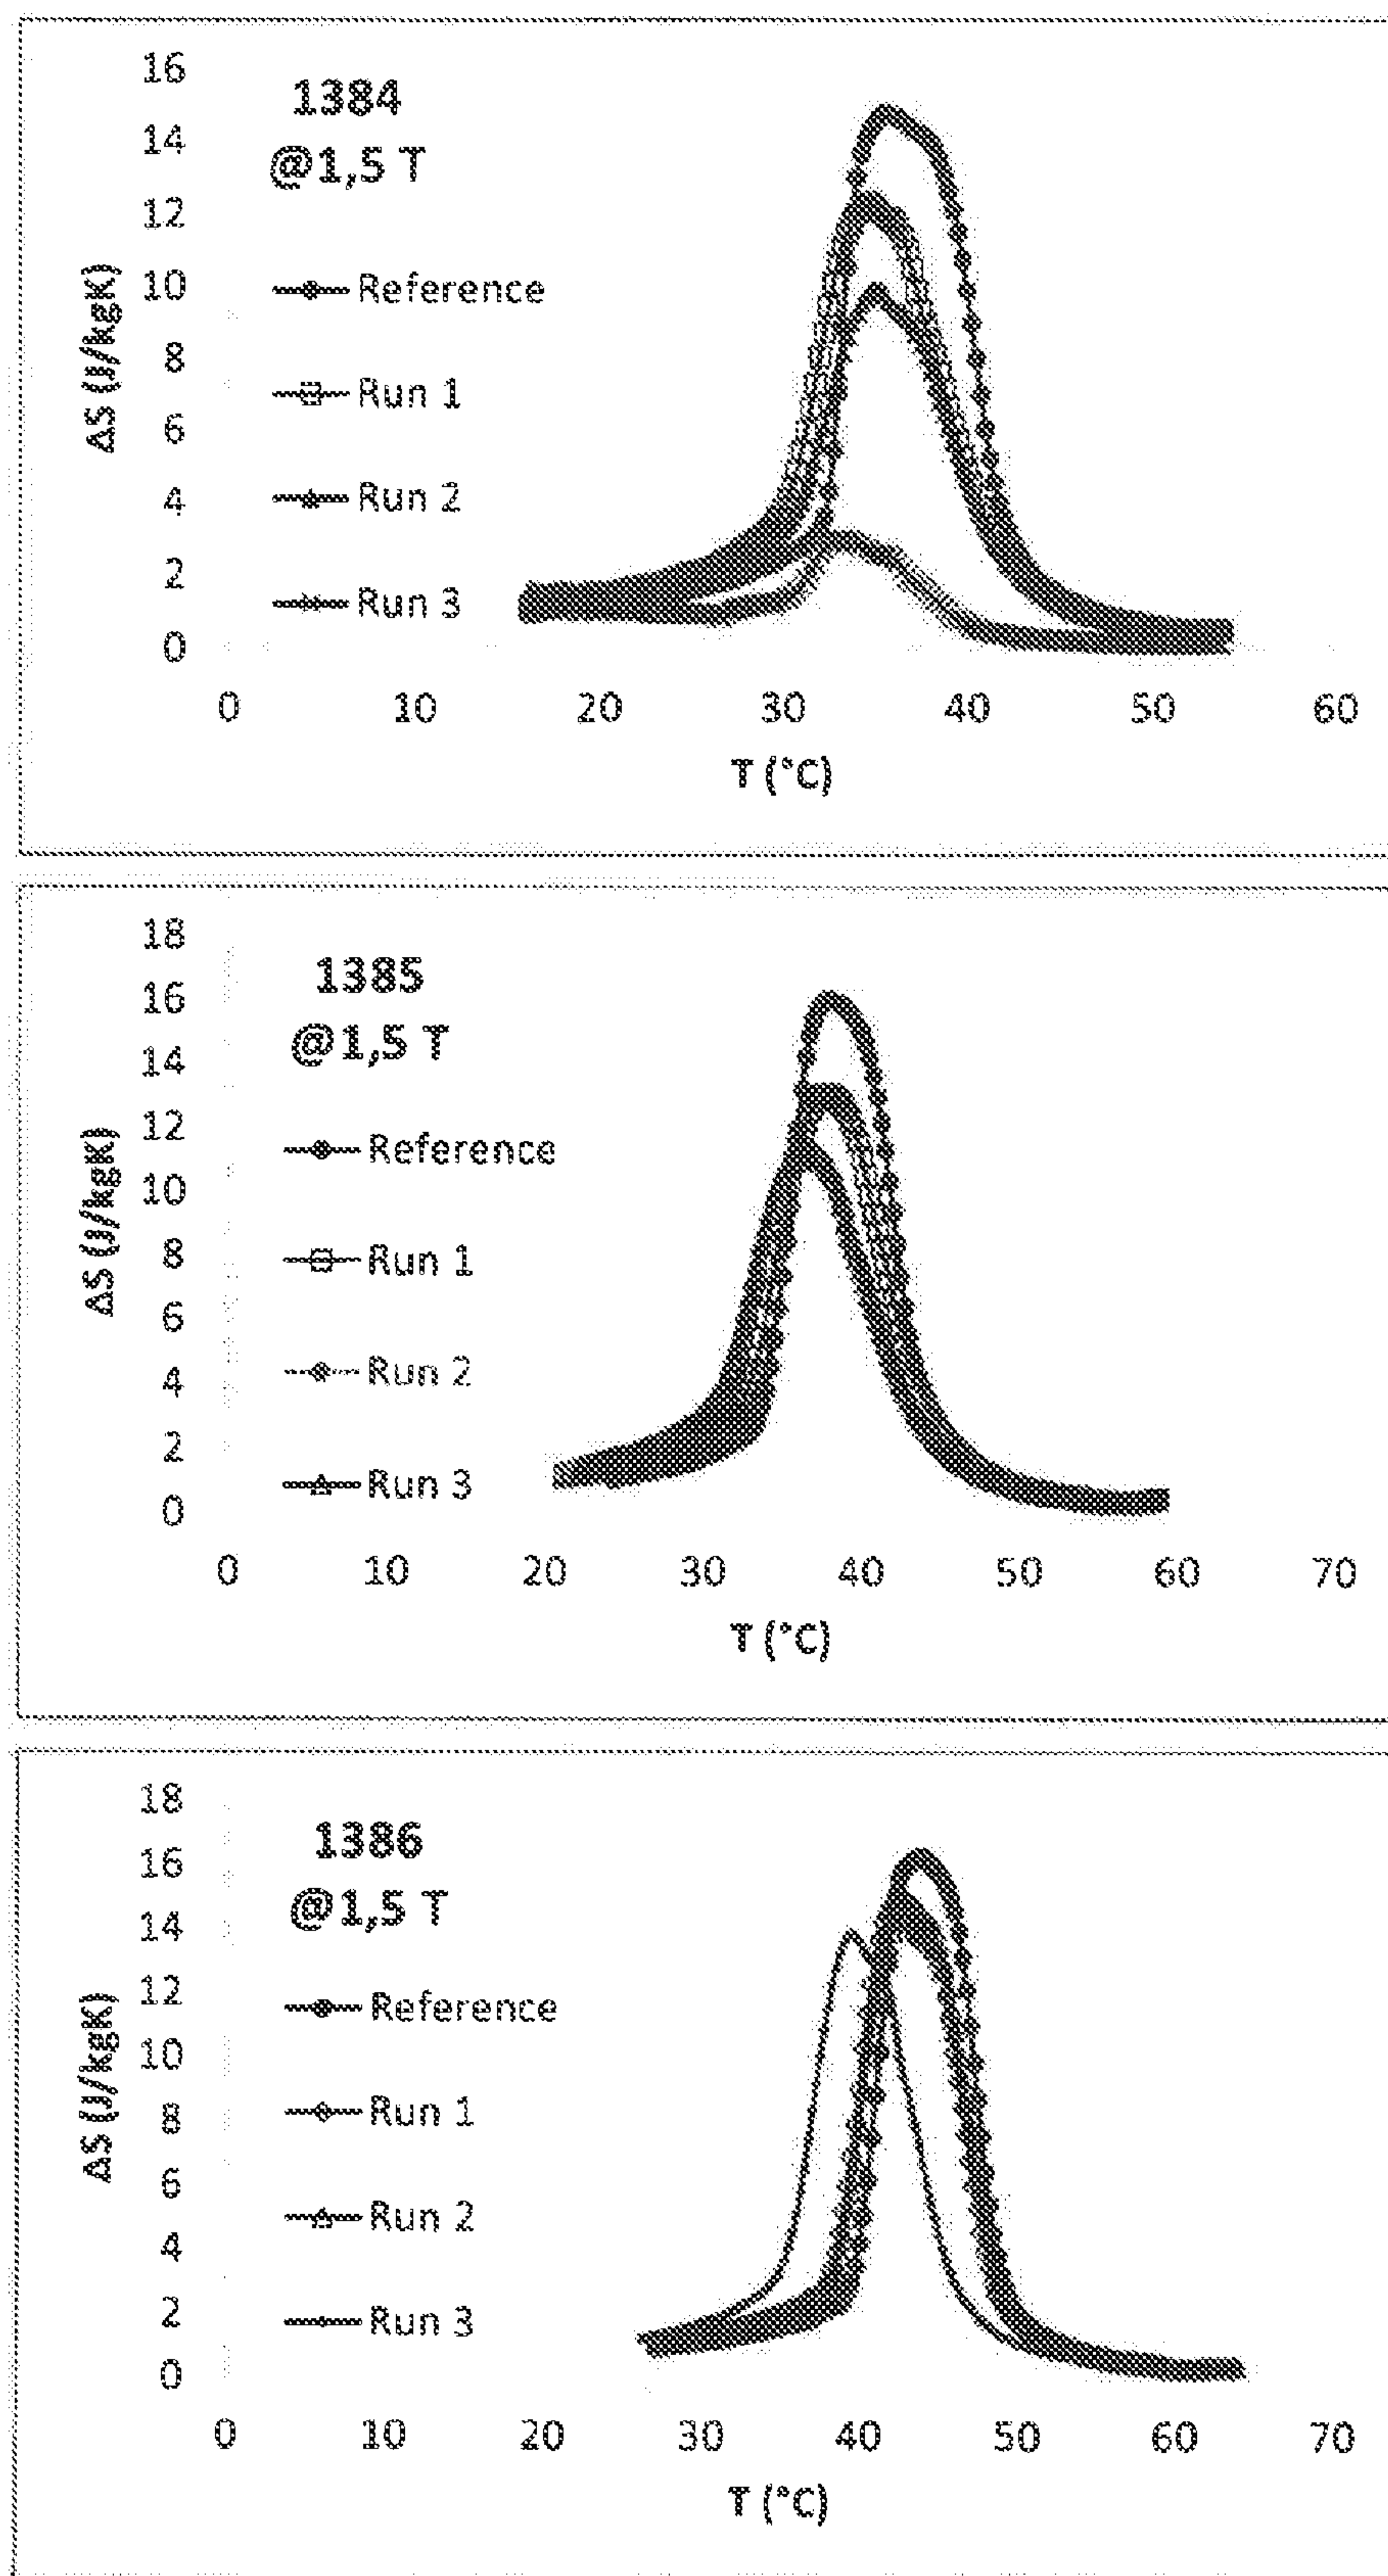 16
1384
14
@1,5 T
12
10
Reference
8
Run 1
6
4
Run 2
2
Run 3
0
ΔS (J/kgK)
0 10 20 30 40 50 60
T (°C)
18
1385
16
@1,5 T
14
12
Reference
10
8
Run 1
6
4
Run 2
2
Run 3
0
ΔS (J/kgK)
0 10 20 30 40 50 60 70
T (°C)
18
1386
16
@1,5 T
14
12
Reference
10
8
Run 1
6
4
Run 2
2
Run 3
0
ΔS (J/kgK)
0 10 20 30 40 50 60 70
T (°C)